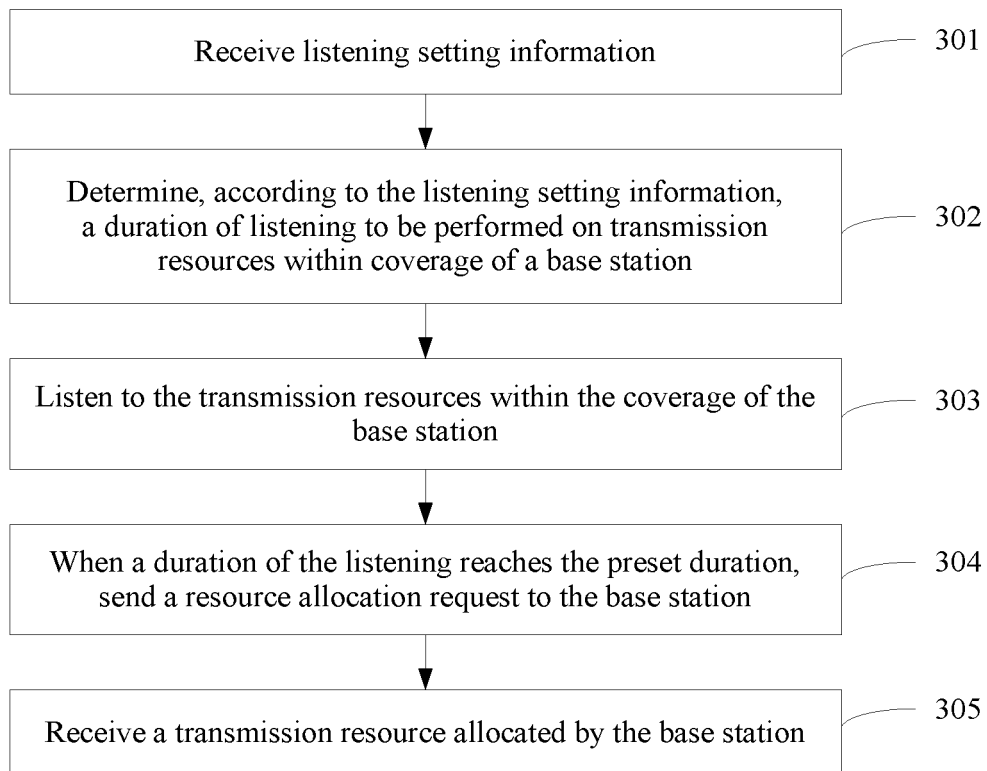 Receive listening setting information
301
Determine, according to the listening setting information,
a duration of listening to be performed on transmission
resources within coverage of a base station
302
Listen to the transmission resources within the coverage of the
base station
303
When a duration of the listening reaches the preset duration,
send a resource allocation request to the base station
304
Receive a transmission resource allocated by the base station
305